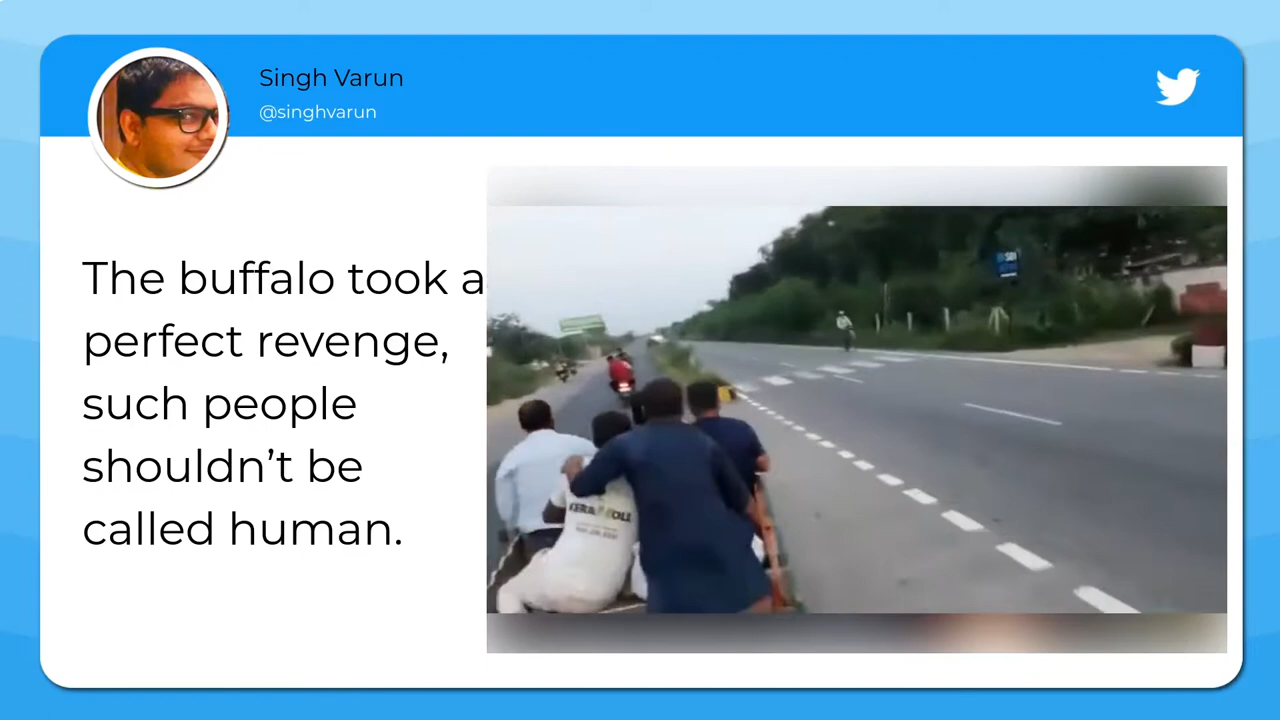 Singh Varun
@singhvarun
The buffalo took a
perfect revenge,
such people
shouldn’t be
called human.